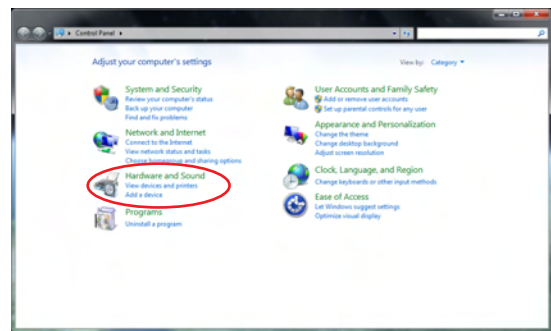 Control Panel
Adjust your computer's settings
View by: Category
System and Security
Review your computer's status
Back up your computer
Find and fix problems
Network and Internet
Connect to the Internet
View network status and tasks
Choose homegroup and sharing options
Hardware and Sound
View devices and printers
Add a device
Programs
Uninstall a program
User Accounts and Family Safety
Add or remove user accounts
Set up parental controls for any user
Appearance and Personalization
Change the theme
Change desktop background
Adjust screen resolution
Clock, Language, and Region
Change keyboards or other input methods
Ease of Access
Let Windows suggest settings
Optimize visual display